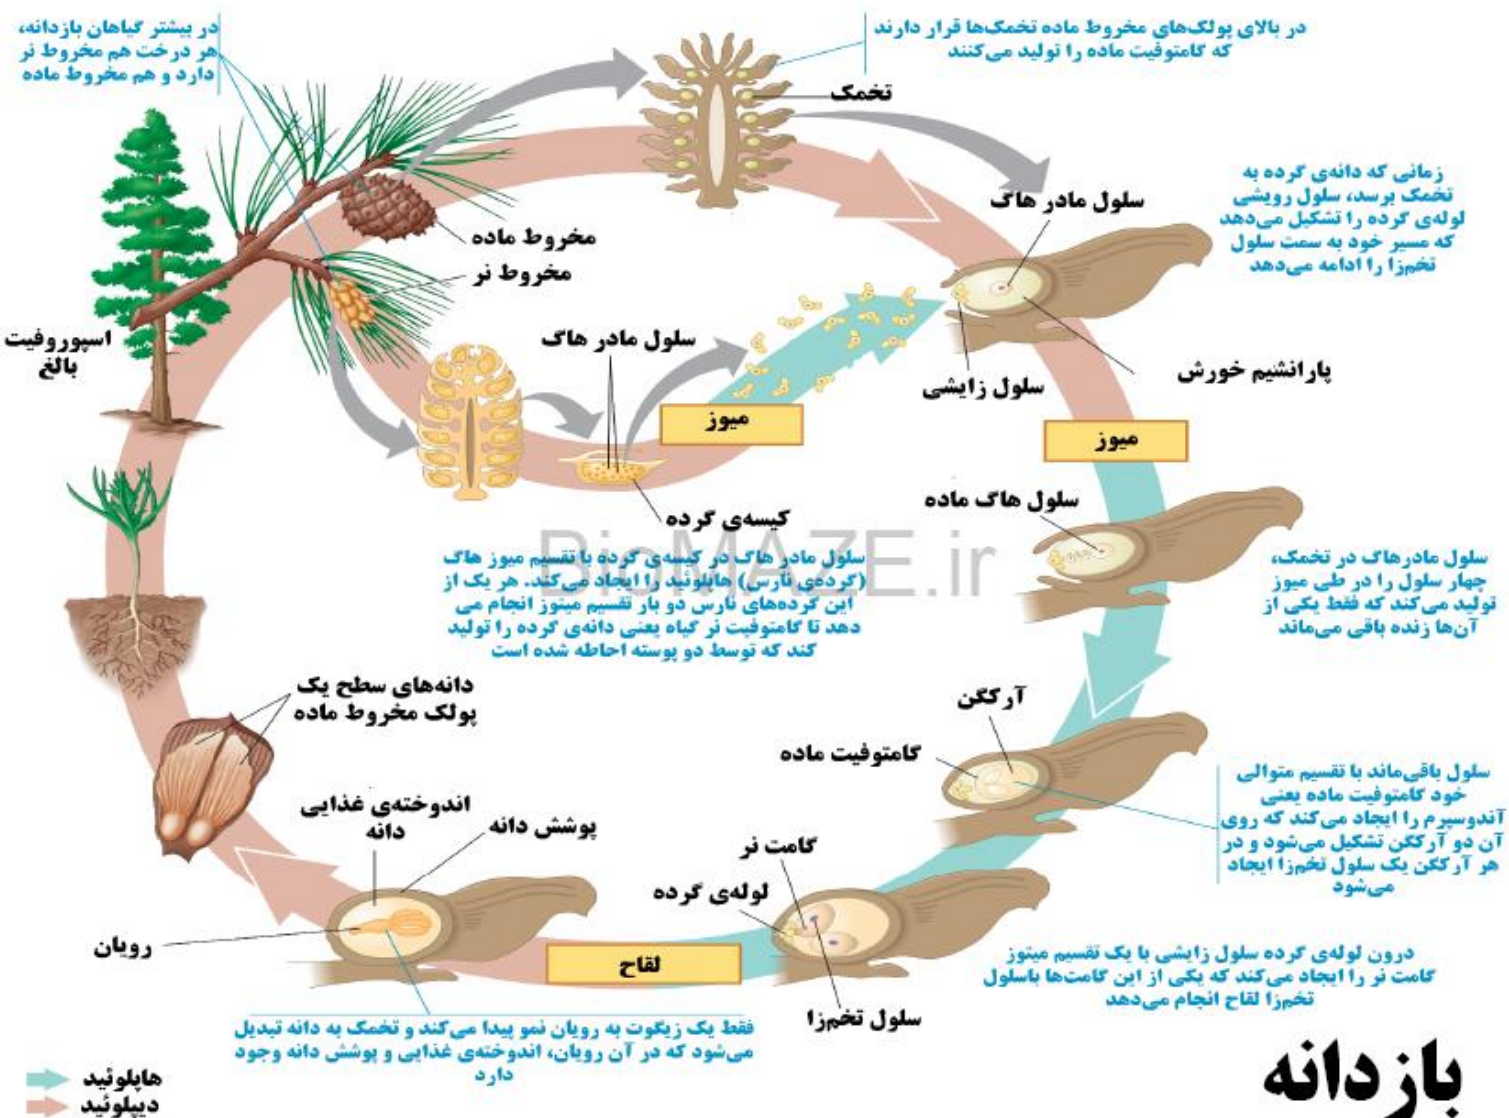 در بیشتر گیاهان بازدانه،
هر درخت هم مخروط نر
دارد و هم مخروط ماده
در بالای پولک‌های مخروط ماده تخمک‌ها قرار دارند
که گامتوفیت ماده را تولید می‌کنند
تخمک
زمانی که دانه‌ی گرده به
تخمک برسد، سلول رویشی
لوله‌ی گرده را تشکیل می‌دهد
که مسیر خود به سمت سلول
تخم‌زا را ادامه می‌دهد
سلول مادر هاگ
مخروط ماده
مخروط نر
اسپوروفیت
بالغ
سلول مادر هاگ
پارانشیم خورش
سلول زایشی
میوز
میوز
سلول هاگ ماده
کیسه‌ی گرده
BioMAZE.ir
سلول مادر هاگ در کیسه‌ی گرده با تقسیم میوز هاگ
(گرده‌ی نارس) هاپلوئید را ایجاد می‌کند. هر یک از
این گرده‌های نارس دو بار تقسیم میتوز انجام می
دهد تا گامتوفیت نر گیاه یعنی دانه‌ی گرده را تولید
کند که توسط دو پوسته احاطه شده است
سلول مادرهاگ در تخمک،
چهار سلول را در طی میوز
تولید می‌کند که فقط یکی از
آن‌ها زنده باقی می‌ماند
دانه‌های سطح یک
پولک مخروط ماده
آرکگن
گامتوفیت ماده
سلول باقی‌ماند با تقسیم متوالی
خود گامتوفیت ماده یعنی
آندوسپرم را ایجاد می‌کند که روی
آن دو آرکگن تشکیل می‌شود و در
هر آرکگن یک سلول تخم‌زا ایجاد
می‌شود
اندوخته‌ی غذایی
دانه
پوشش دانه
گامت نر
لوله‌ی گرده
رویان
لقاح
سلول تخم‌زا
درون لوله‌ی گرده سلول زایشی با یک تقسیم میتوز
گامت نر را ایجاد می‌کند که یکی از این گامت‌ها باسلول
تخم‌زا لقاح انجام می‌دهد
فقط یک زیگوت به رویان نمو پیدا می‌کند و تخمک به دانه تبدیل
می‌شود که در آن رویان، اندوخته‌ی غذایی و پوشش دانه وجود
دارد
هاپلوئید
دیپلوئید
بازدانه